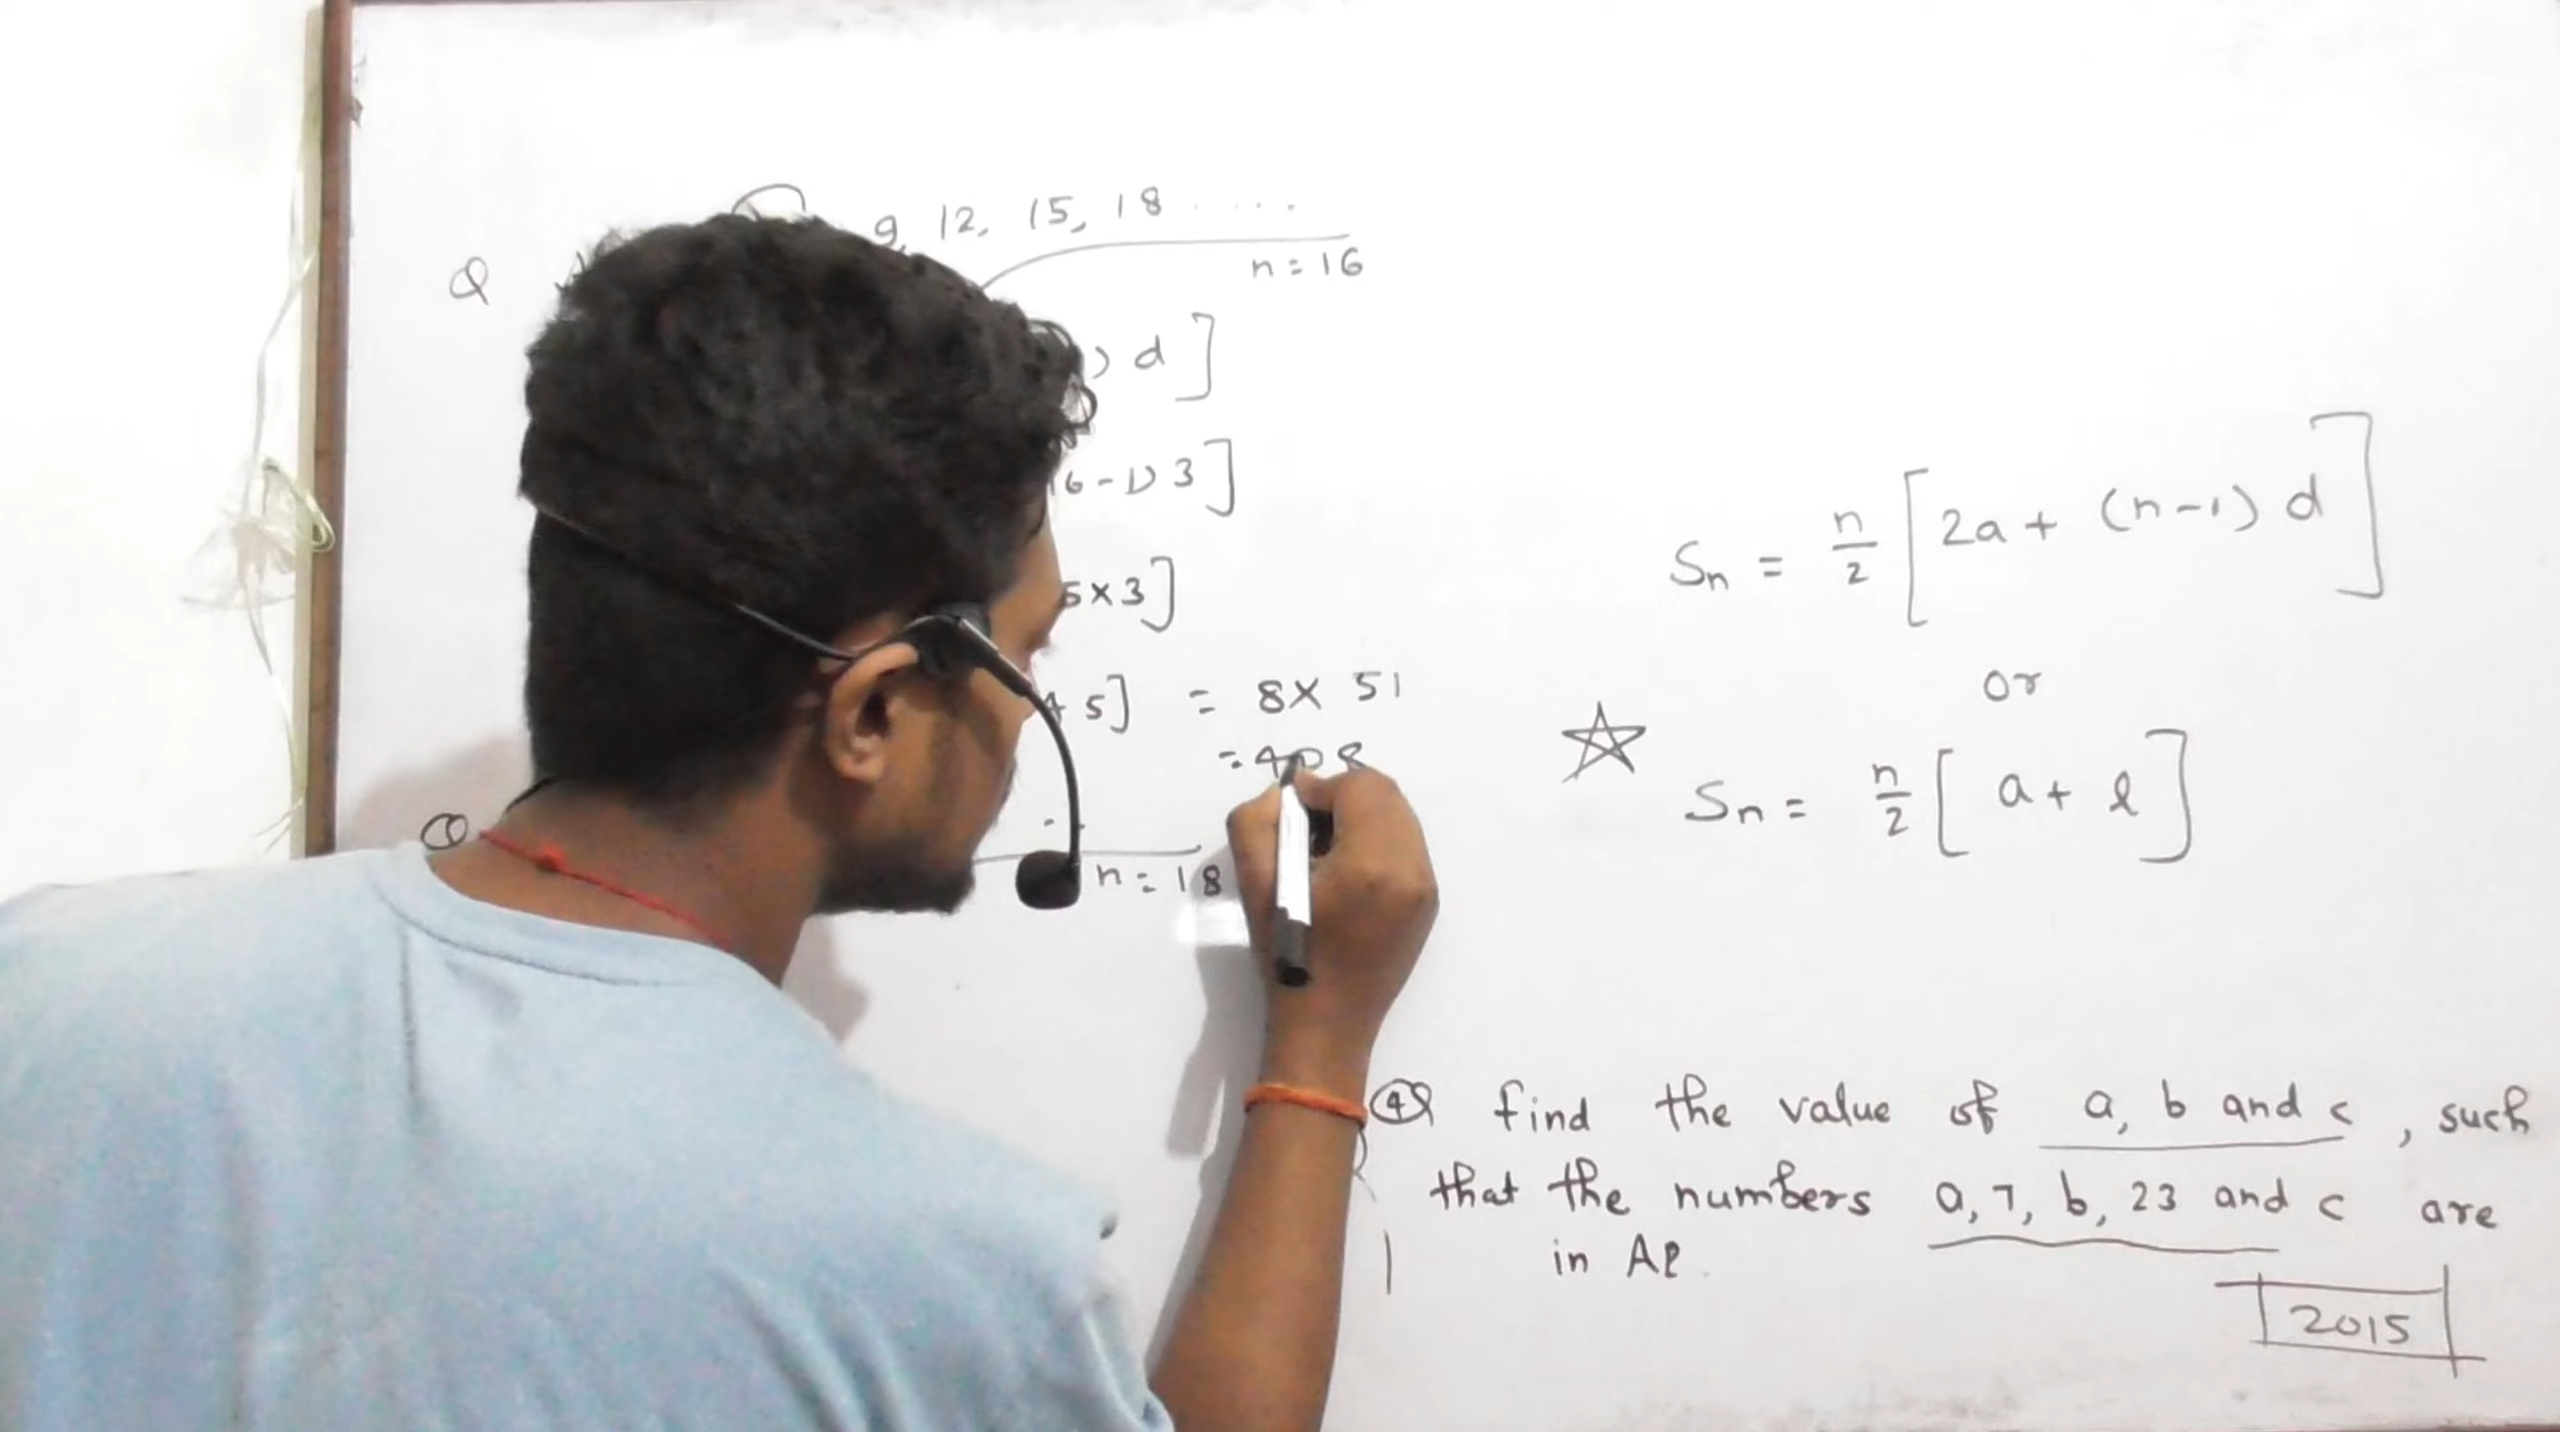 9, 12, 15, 18 .....
Q
n = 16
) d ]
6 - 1) 3 ]
5 x 3 ]
4 5 ] = 8 x 51
= 408
Q
n = 18
Sn = n/2 [ 2a + (n-1) d ]
or
Sn = n/2 [ a + l ]
4Q find the value of a, b and c, such
that the numbers a, 7, b, 23 and c are
in AP.
2015